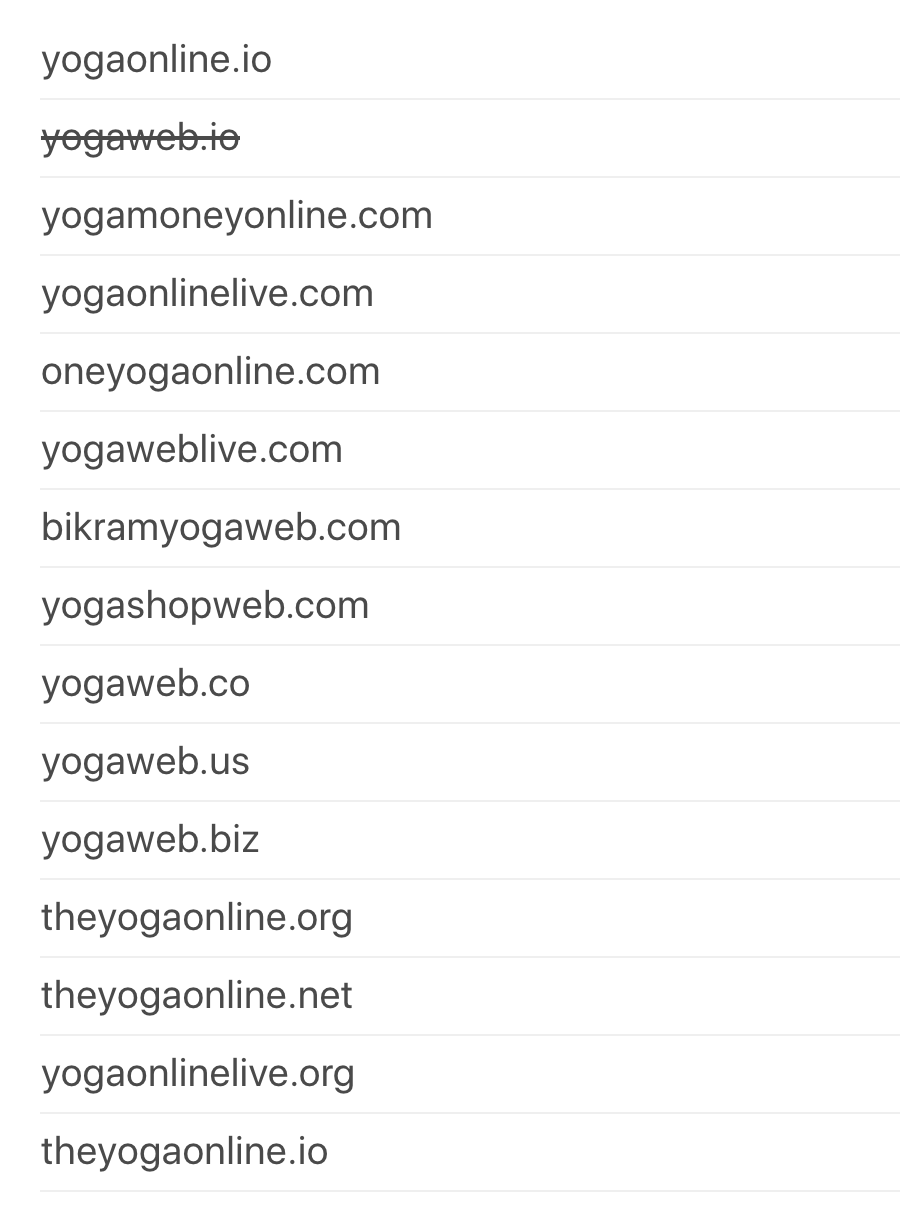 yogaonline.io
yogaweb.io
yogamoneyonline.com
yogaonlinelive.com
oneyogaonline.com
yogaweblive.com
bikramyogaweb.com
yogashopweb.com
yogaweb.co
yogaweb.us
yogaweb.biz
theyogaonline.org
theyogaonline.net
yogaonlinelive.org
theyogaonline.io